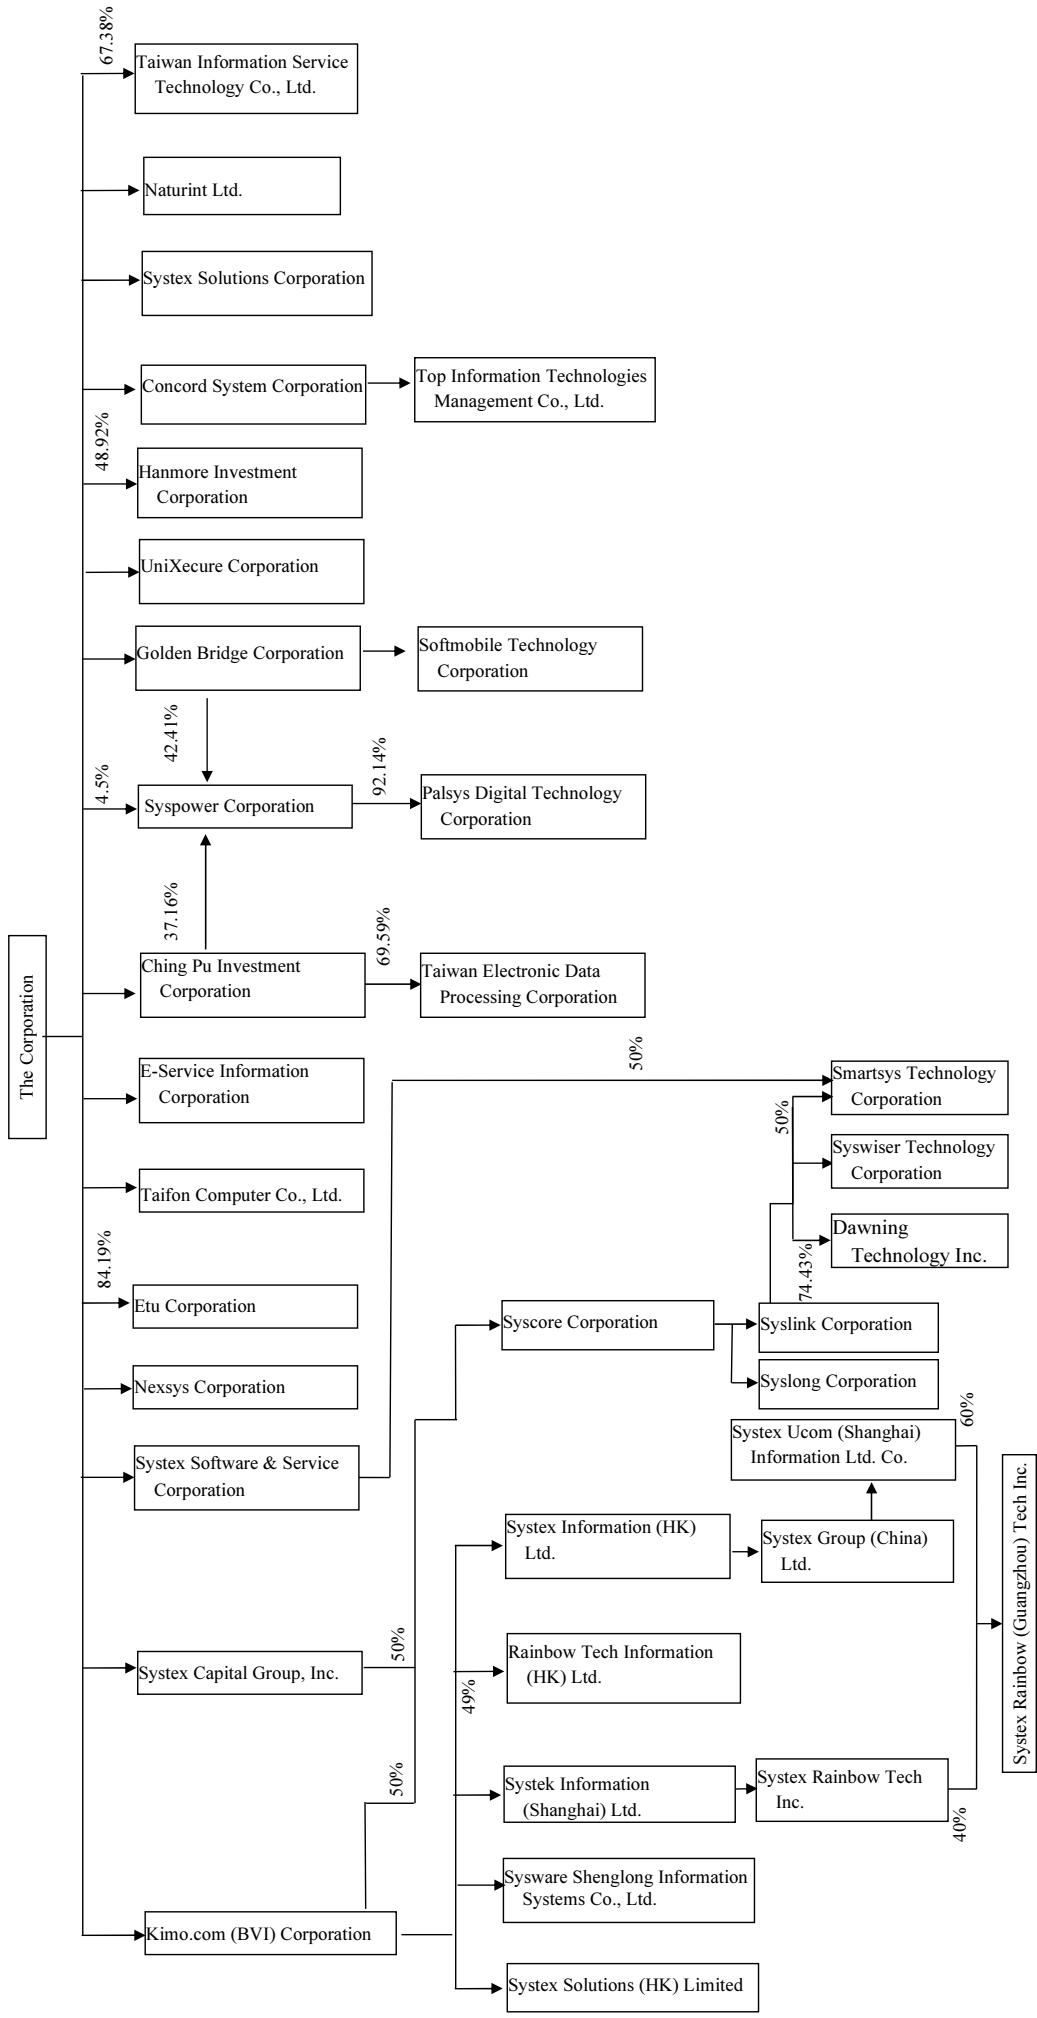 67.38%
Taiwan Information Service
Technology Co., Ltd.
Naturint Ltd.
Systex Solutions Corporation
Concord System Corporation
Top Information Technologies
Management Co., Ltd.
48.92%
Hanmore Investment
Corporation
UniXecure Corporation
Golden Bridge Corporation
Softmobile Technology
Corporation
42.41%
4.5%
Syspower Corporation
92.14%
Palsys Digital Technology
Corporation
37.16%
Ching Pu Investment
Corporation
69.59%
Taiwan Electronic Data
Processing Corporation
The Corporation
E-Service Information
Corporation
50%
Smartsys Technology
Corporation
50%
Syswiser Technology
Corporation
Taifon Computer Co., Ltd.
Dawning
Technology Inc.
74.43%
84.19%
Etu Corporation
Syscore Corporation
Syslink Corporation
Nexsys Corporation
Syslong Corporation
Systex Software & Service
Corporation
Systex Ucom (Shanghai)
Information Ltd. Co.
60%
Systex Information (HK)
Ltd.
Systex Group (China)
Ltd.
Systex Rainbow (Guangzhou) Tech Inc.
Systex Capital Group, Inc.
50%
Rainbow Tech Information
(HK) Ltd.
49%
50%
Systek Information
(Shanghai) Ltd.
Systex Rainbow Tech
Inc.
40%
Sysware Shenglong Information
Systems Co., Ltd.
Kimo.com (BVI) Corporation
Systex Solutions (HK) Limited